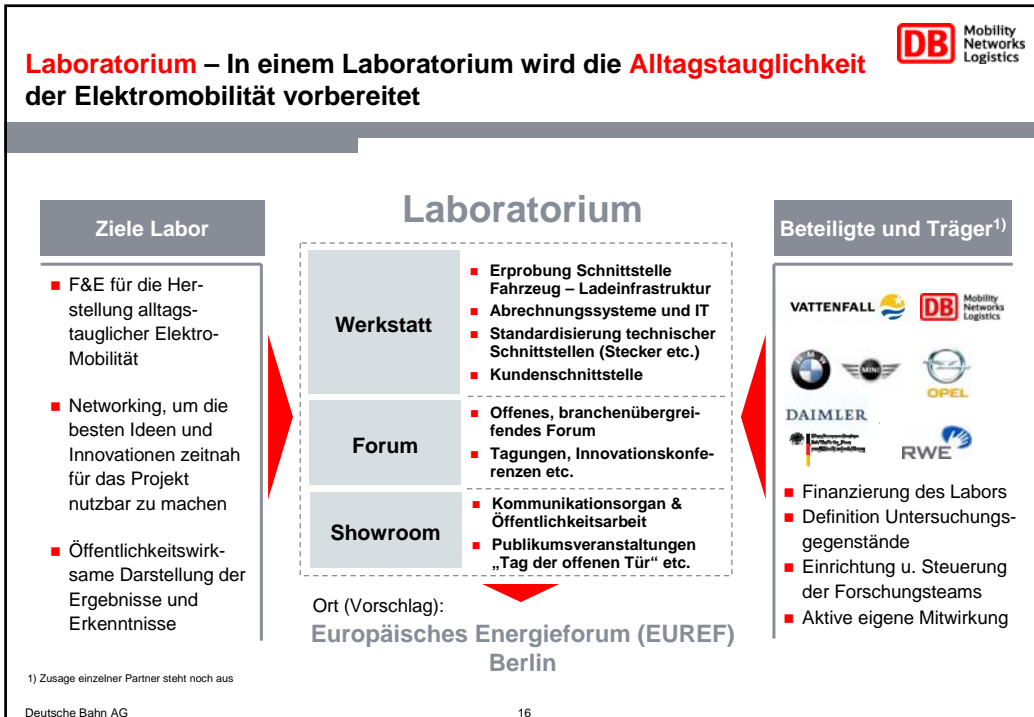 Laboratorium – In einem Laboratorium wird die Alltagstauglichkeit
der Elektromobilität vorbereitet
DB Mobility
Networks
Logistics
Ziele Labor
F&E für die Her-
stellung alltags-
tauglicher Elektro-
Mobilität
Networking, um die
besten Ideen und
Innovationen zeitnah
für das Projekt
nutzbar zu machen
Öffentlichkeitswirk-
same Darstellung der
Ergebnisse und
Erkenntnisse
Laboratorium
Werkstatt
Erprobung Schnittstelle
Fahrzeug – Ladeinfrastruktur
Abrechnungssysteme und IT
Standardisierung technischer
Schnittstellen (Stecker etc.)
Kundenschnittstelle
Forum
Offenes, branchenübergrei-
fendes Forum
Tagungen, Innovationskonfe-
renzen etc.
Showroom
Kommunikationsorgan &
Öffentlichkeitsarbeit
Publikumsveranstaltungen
„Tag der offenen Tür“ etc.
Ort (Vorschlag):
Europäisches Energieforum (EUREF)
Berlin
Beteiligte und Träger1)
VATTENFALL
DB Mobility
Networks
Logistics
BMW
MINI
OPEL
DAIMLER
RWE
Finanzierung des Labors
Definition Untersuchungs-
gegenstände
Einrichtung u. Steuerung
der Forschungsteams
Aktive eigene Mitwirkung
1) Zusage einzelner Partner steht noch aus
Deutsche Bahn AG
16